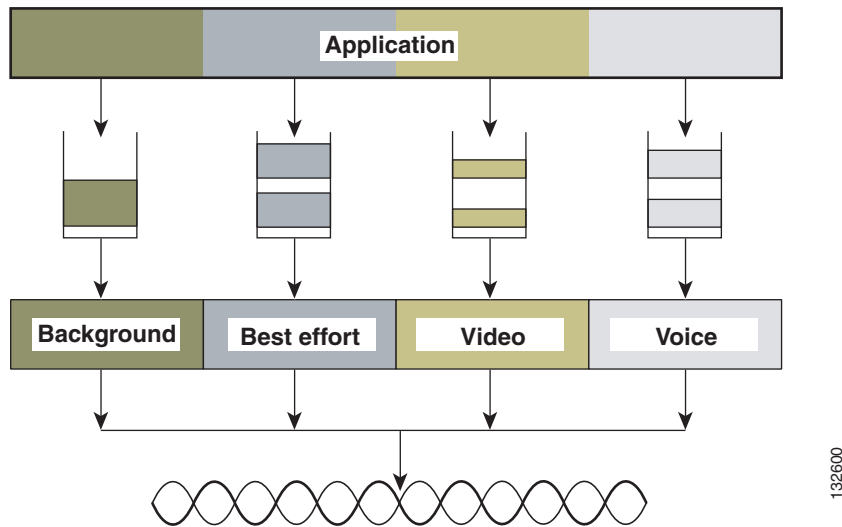 Application
Background
Best effort
Video
Voice
132600